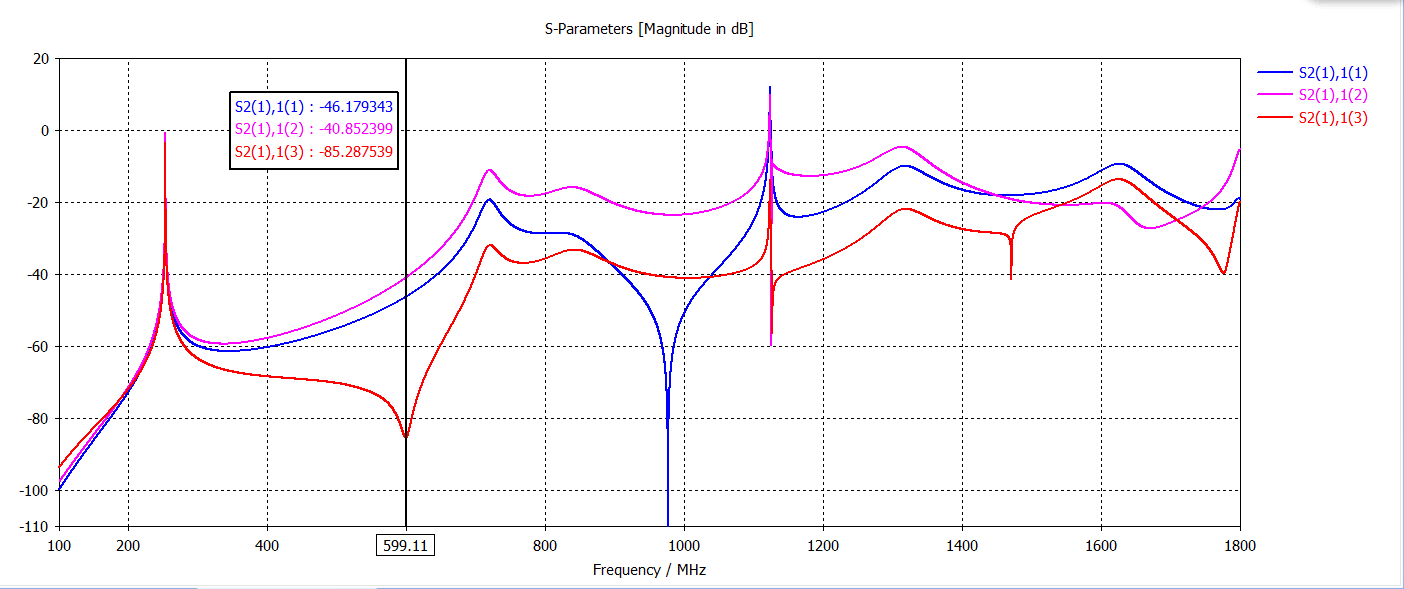 S-Parameters [Magnitude in dB]
20
0
-20
-40
-60
-80
-100
-110
S2(1),1(1) : -46.179343
S2(1),1(2) : -40.852399
S2(1),1(3) : -85.287539
S2(1),1(1)
S2(1),1(2)
S2(1),1(3)
100 200 400 599.11 800 1000 1200 1400 1600 1800
Frequency / MHz